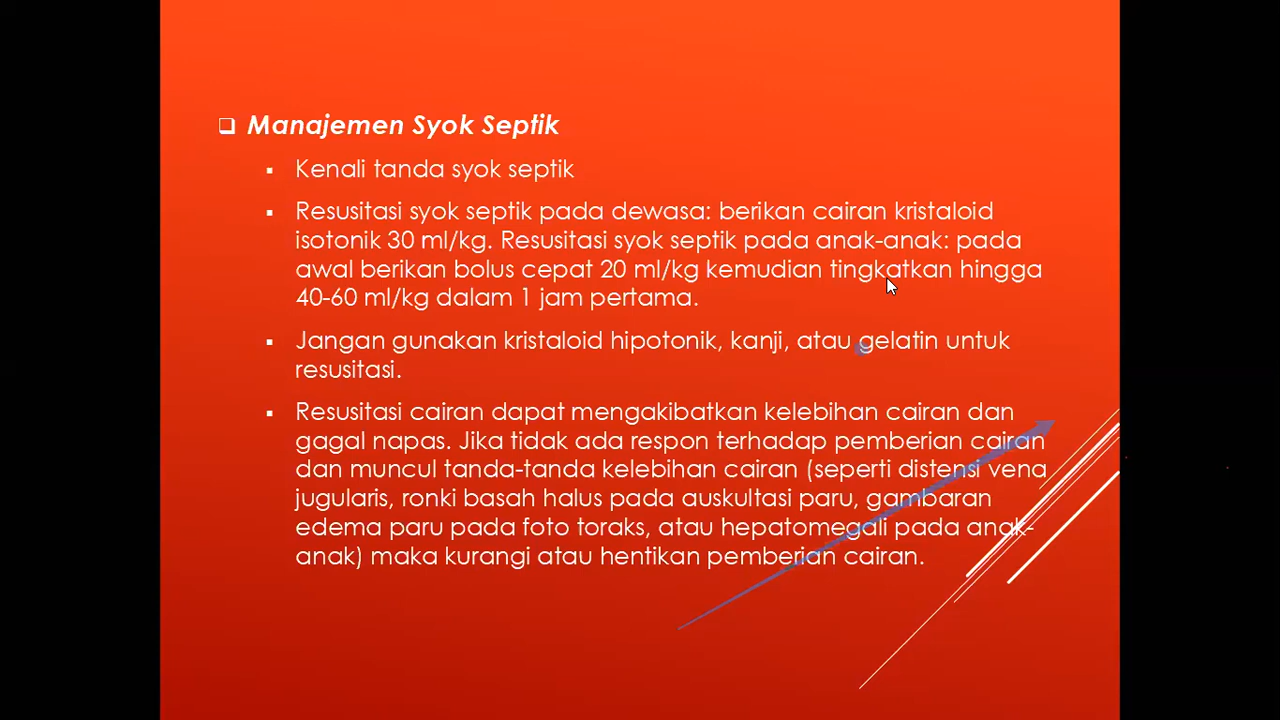 Manajemen Syok Septik
Kenali tanda syok septik
Resusitasi syok septik pada dewasa: berikan cairan kristaloid
isotonik 30 ml/kg. Resusitasi syok septik pada anak-anak: pada
awal berikan bolus cepat 20 ml/kg kemudian tingkatkan hingga
40-60 ml/kg dalam 1 jam pertama.
Jangan gunakan kristaloid hipotonik, kanji, atau gelatin untuk
resusitasi.
Resusitasi cairan dapat mengakibatkan kelebihan cairan dan
gagal napas. Jika tidak ada respon terhadap pemberian cairan
dan muncul tanda-tanda kelebihan cairan (seperti distensi vena
jugularis, ronki basah halus pada auskultasi paru, gambaran
edema paru pada foto toraks, atau hepatomegali pada anak-
anak) maka kurangi atau hentikan pemberian cairan.